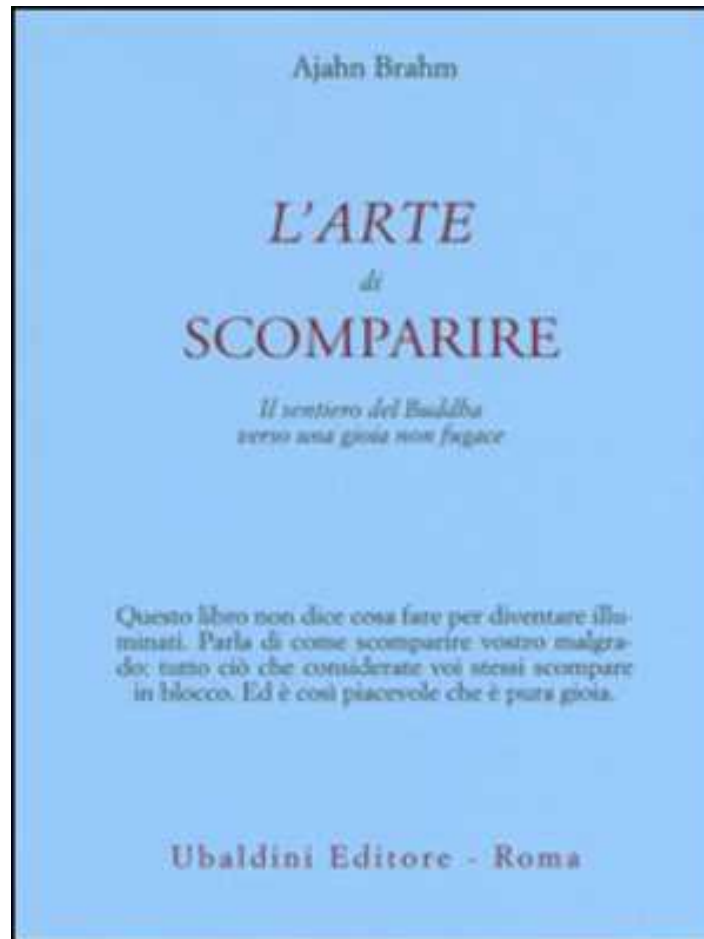 Ajahn Brahm
L'ARTE
di
SCOMPARIRE
Il sentiero del Buddha
verso una gioia non fugace
Questo libro non dice cosa fare per diventare illu-
minati. Parla di come scomparire vostro malgra-
do: tutto ciò che considerate voi stessi scompare
in blocco. Ed è così piacevole che è pura gioia.
Ubaldini Editore - Roma